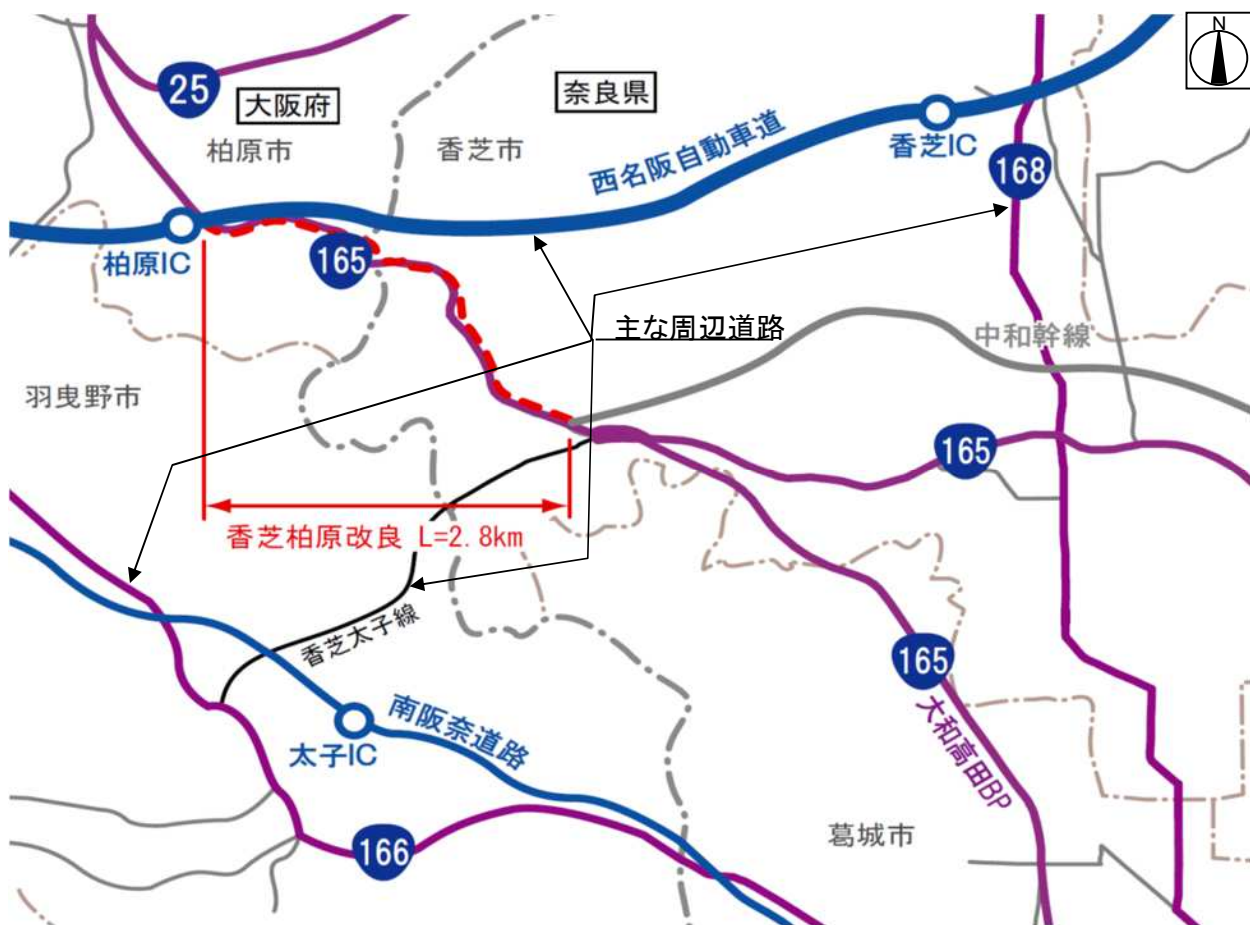 N
25
大阪府
奈良県
柏原市
香芝市
西名阪自動車道
香芝IC
168
柏原IC
165
主な周辺道路
中和幹線
羽曳野市
165
香芝柏原改良 L=2.8km
香芝太子線
165
太子IC
南阪奈道路
大和高田BP
166
葛城市